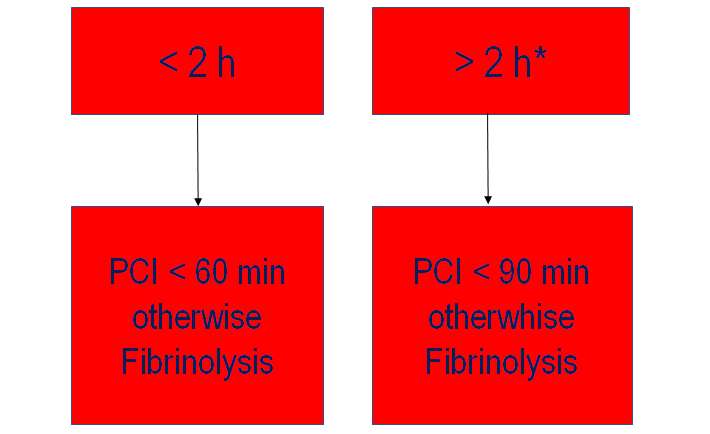 < 2 h
> 2 h*
PCI < 60 min
otherwise
Fibrinolysis
PCI < 90 min
otherwhise
Fibrinolysis